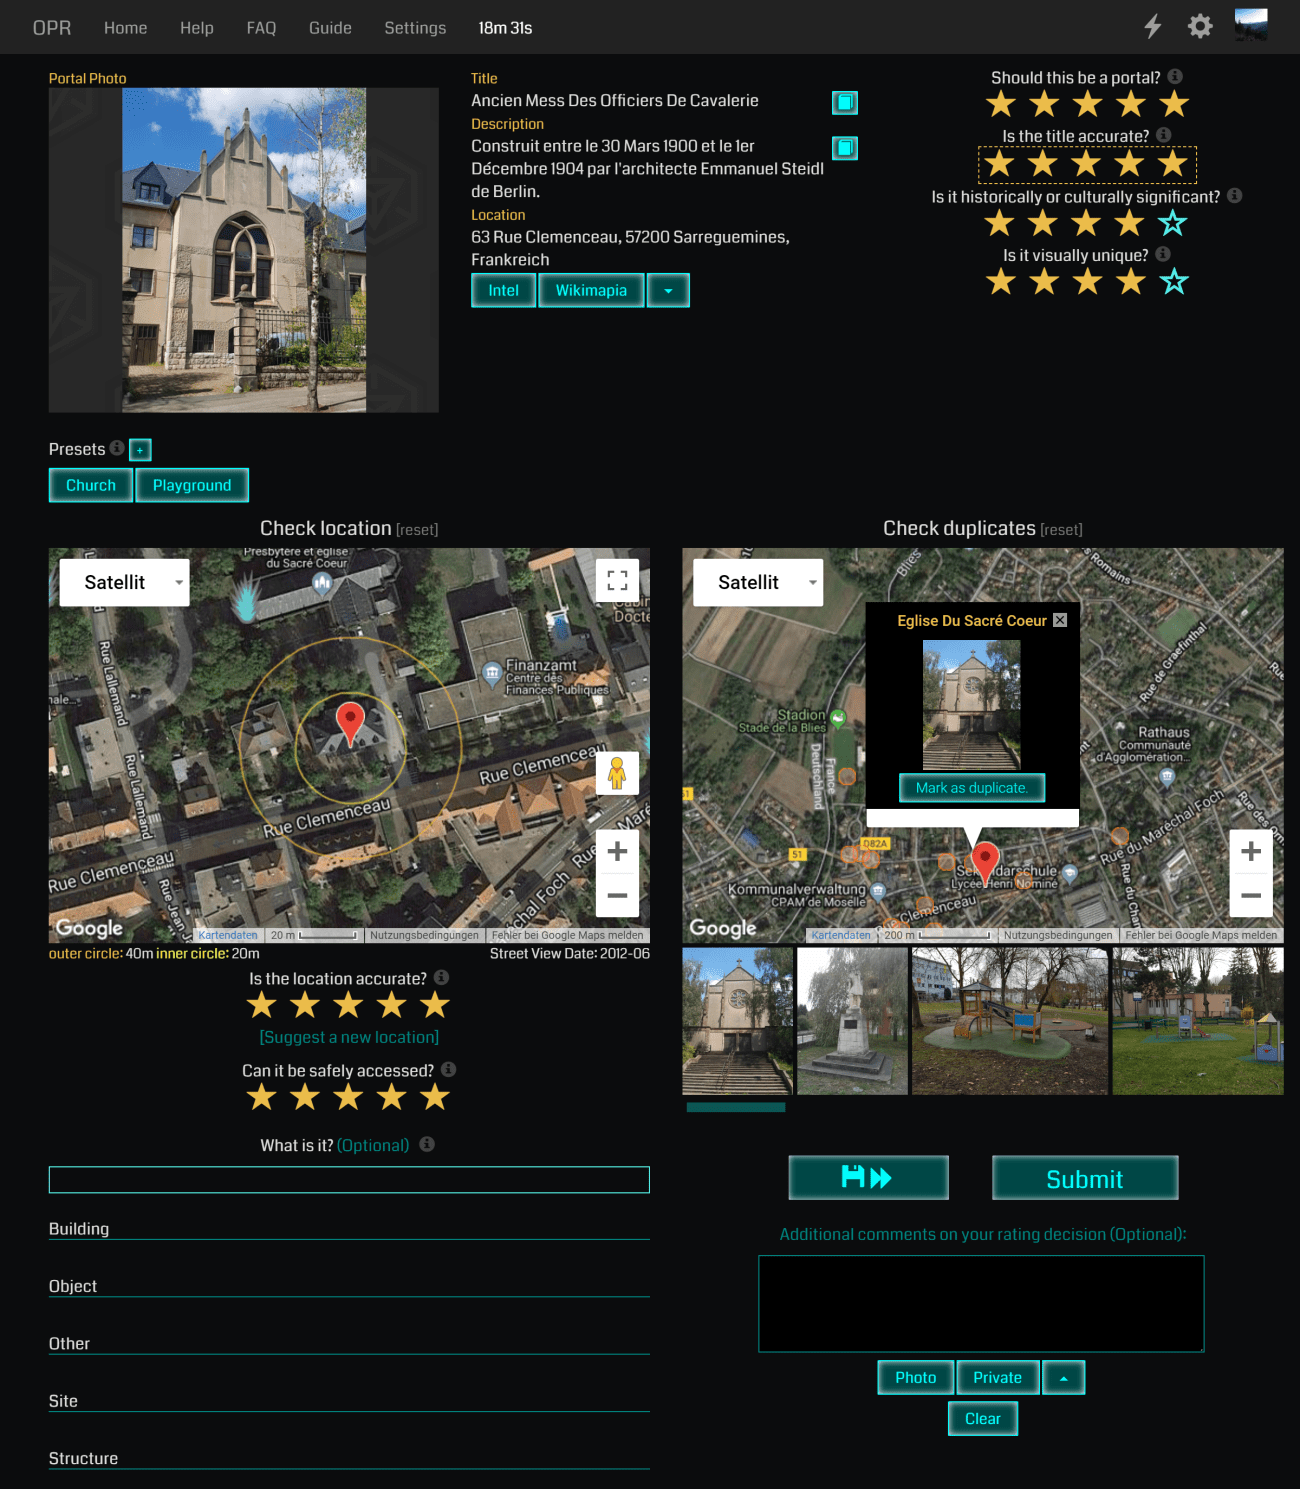 OPR Home Help FAQ Guide Settings 18m 31s
Portal Photo
Title
Ancien Mess Des Officiers De Cavalerie
Description
Construit entre le 30 Mars 1900 et le 1er
Décembre 1904 par l'architecte Emmanuel Steidl
de Berlin.
Location
63 Rue Clemenceau, 57200 Sarreguemines,
Frankreich
Intel Wikimapia
Should this be a portal?
Is the title accurate?
Is it historically or culturally significant?
Is it visually unique?
Presets +
Church Playground
Check location [reset]
Satellit
Presbytère et église
du Sacré Coeur
Docte
Finanzamt
Centre des
Finances Publiques
Rue Lallemand
Rue Lallemand
Rue Clemenceau
Rue Clemenceau
Rue Clemenceau
Google
Kartendaten 20 m Nutzungsbedingungen Fehler bei Google Maps melden
outer circle: 40m inner circle: 20m
Street View Date: 2012-06
Is the location accurate?
[Suggest a new location]
Can it be safely accessed?
What is it? (Optional)
Building
Object
Other
Site
Structure
Check duplicates [reset]
Satellit
Blies
Romains
Eglise Du Sacré Coeur
Mark as duplicate.
Rue de Graefinthal
Stadion
Stade de la Blies
France
Deutschland
Rathaus
Communauté
d'Agglomération...
51
51
D82A
Rue du Maréchal Foch
Lycée Henri Nominé
Kommunalverwaltung
CPAM de Moselle
Rue Clemenceau
Google
Kartendaten 200 m Nutzungsbedingungen Fehler bei Google Maps melden
Submit
Additional comments on your rating decision (Optional):
Photo Private
Clear